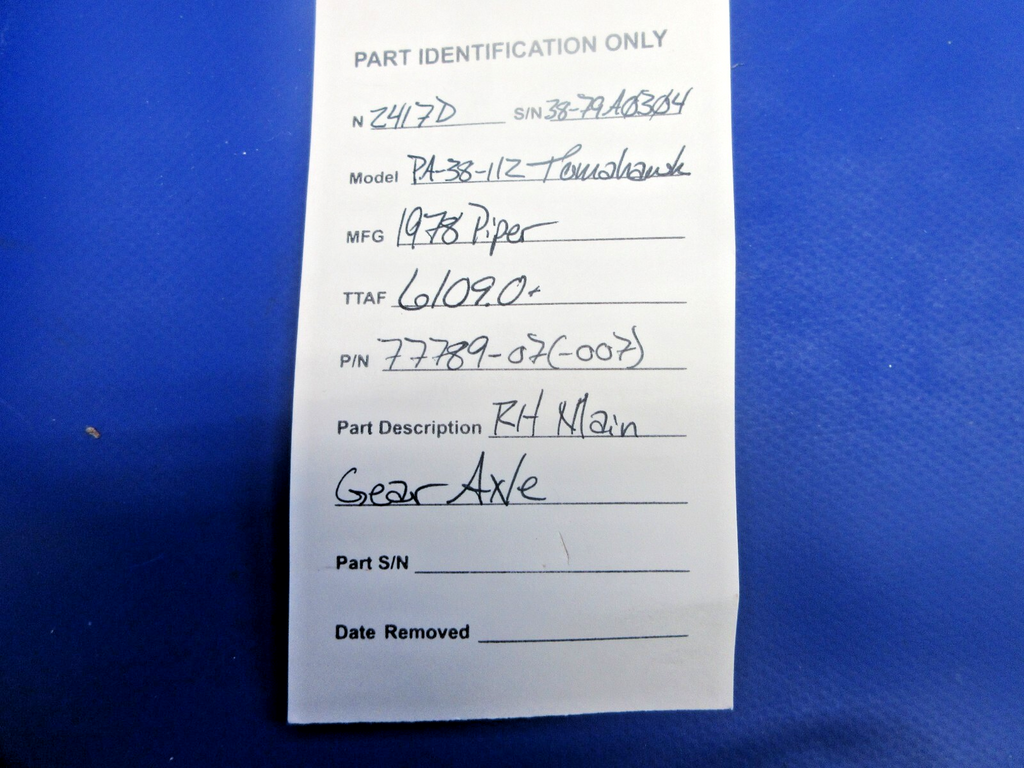 PART IDENTIFICATION ONLY
N 2417D S/N 38-79A0304
Model PA-38-112 Tomahawk
MFG 1978 Piper
TTAF 6109.0+
P/N 77789-07(-007)
Part Description RH Main
Gear Axle
Part S/N
Date Removed